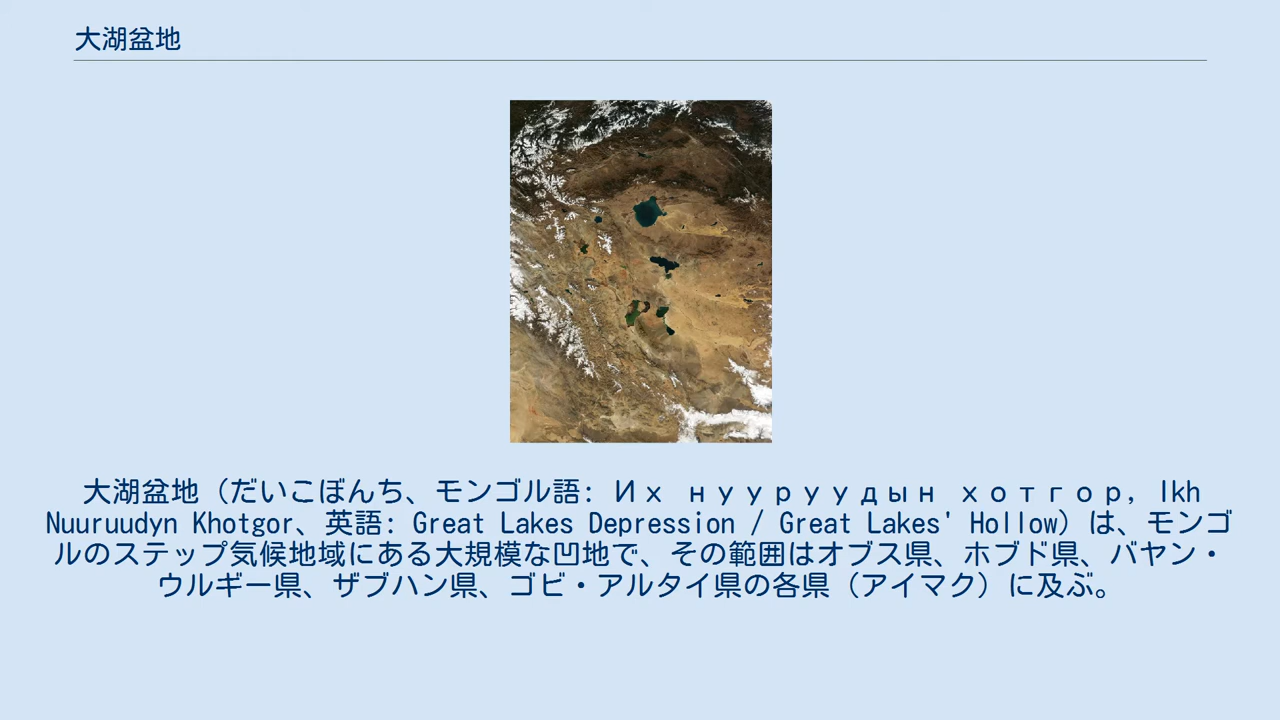 大湖盆地
大湖盆地（だいこぼんち、モンゴル語: Их нууруудын хотгор, Ikh
Nuuruudyn Khotgor、英語: Great Lakes Depression / Great Lakes' Hollow）は、モンゴ
ルのステップ気候地域にある大規模な凹地で、その範囲はオブス県、ホブド県、バヤン・
ウルギー県、ザブハン県、ゴビ・アルタイ県の各県（アイマク）に及ぶ。